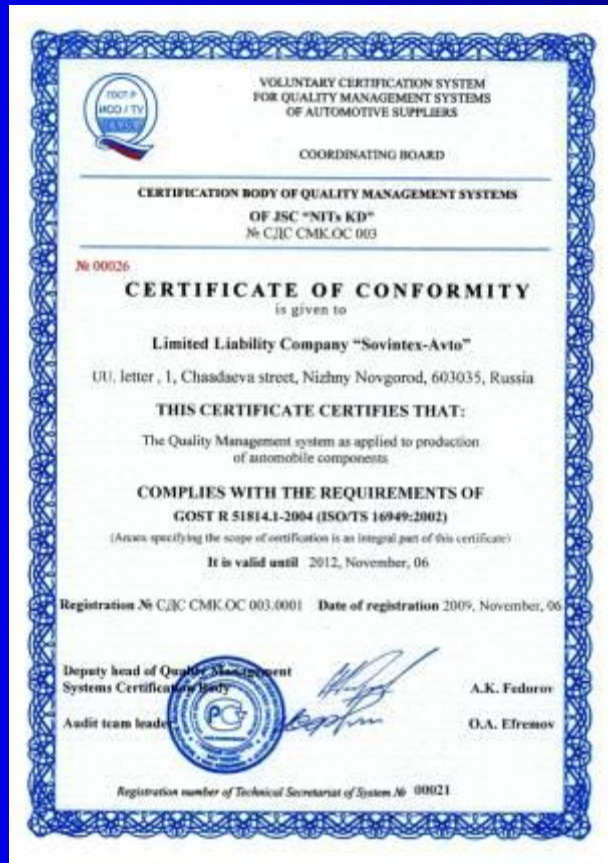 ГОСТ Р
ИСО / ТУ
VOLUNTARY CERTIFICATION SYSTEM
FOR QUALITY MANAGEMENT SYSTEMS
OF AUTOMOTIVE SUPPLIERS
COORDINATING BOARD
CERTIFICATION BODY OF QUALITY MANAGEMENT SYSTEMS
OF JSC "NITs KD"
№ СДС СМК.ОС 003
№ 00026
CERTIFICATE OF CONFORMITY
is given to
Limited Liability Company "Sovintex-Avto"
UU, letter , 1, Chaadaeva street, Nizhny Novgorod, 603035, Russia
THIS CERTIFICATE CERTIFIES THAT:
The Quality Management system as applied to production
of automobile components
COMPLIES WITH THE REQUIREMENTS OF
GOST R 51814.1-2004 (ISO/TS 16949:2002)
(Annex specifying the scope of certification is an integral part of this certificate)
It is valid until 2012, November, 06
Registration № СДС СМК.ОС 003.0001 Date of registration 2009, November, 06
Deputy head of Quality Management
Systems Certification Body A.K. Fedorov
Audit team leader O.A. Efremov
Registration number of Technical Secretariat of System № 00021